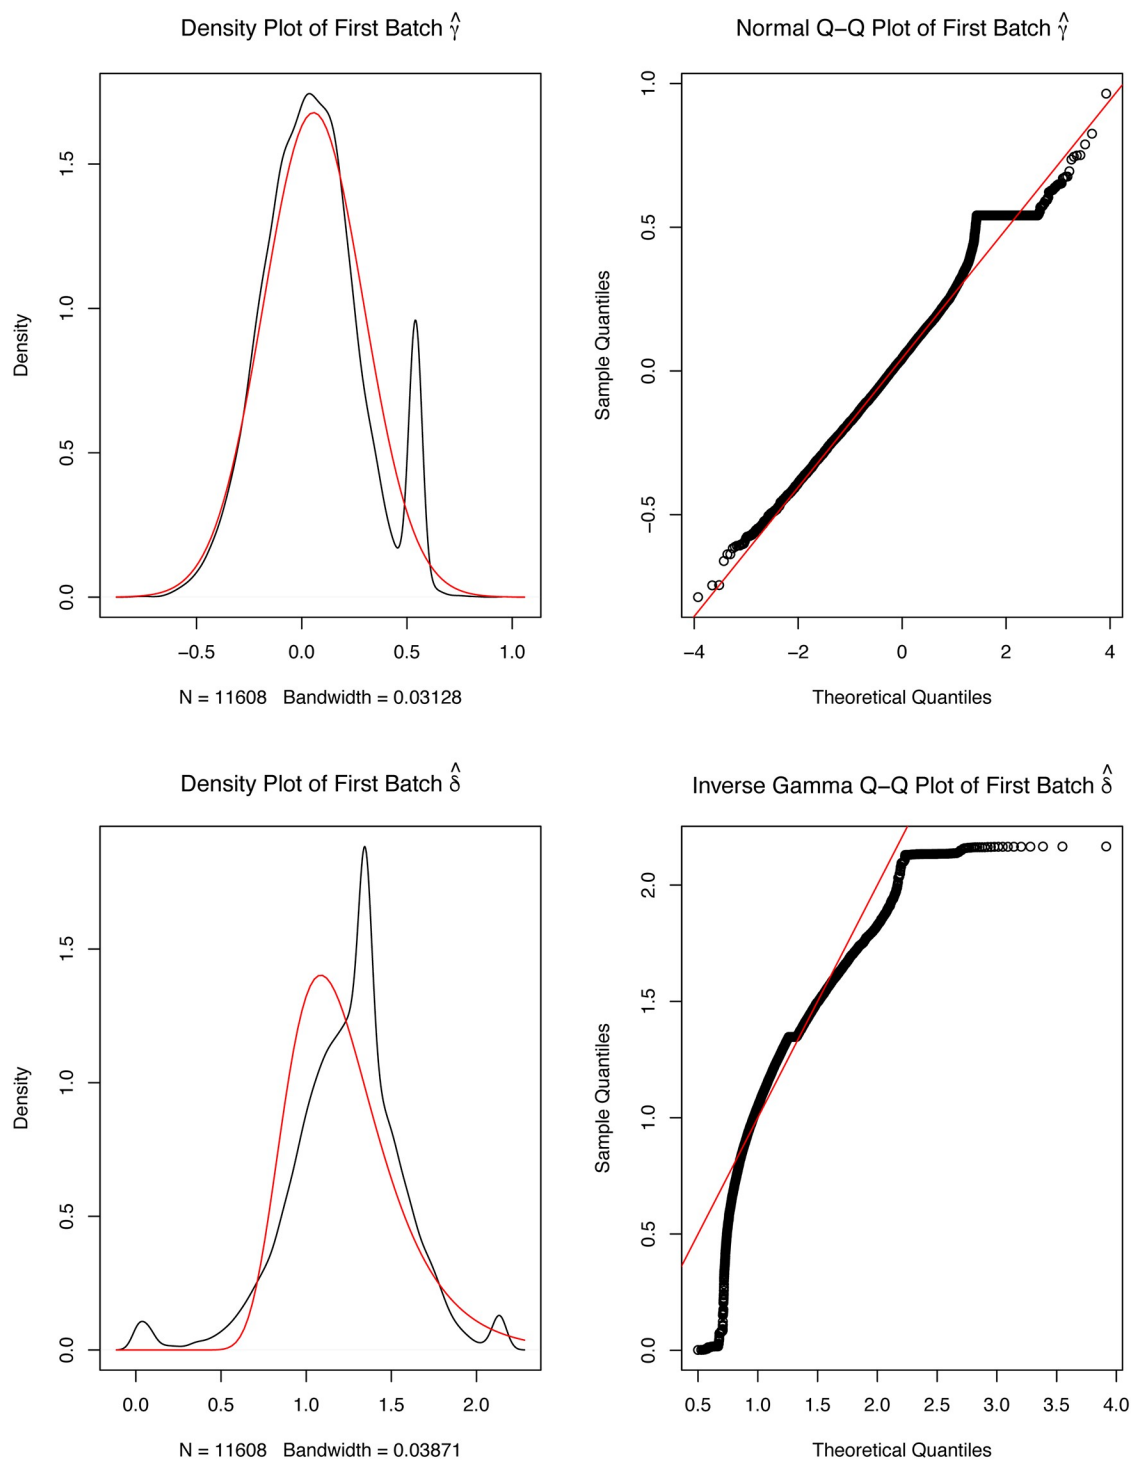 Density Plot of First Batch γ̂
Density
1.5
1.0
0.5
0.0
−0.5 0.0 0.5 1.0
N = 11608 Bandwidth = 0.03128
Normal Q−Q Plot of First Batch γ̂
Sample Quantiles
1.0
0.5
0.0
−0.5
−4 −2 0 2 4
Theoretical Quantiles
Density Plot of First Batch δ̂
Density
1.5
1.0
0.5
0.0
0.0 0.5 1.0 1.5 2.0
N = 11608 Bandwidth = 0.03871
Inverse Gamma Q−Q Plot of First Batch δ̂
Sample Quantiles
2.0
1.5
1.0
0.5
0.0
0.5 1.0 1.5 2.0 2.5 3.0 3.5 4.0
Theoretical Quantiles